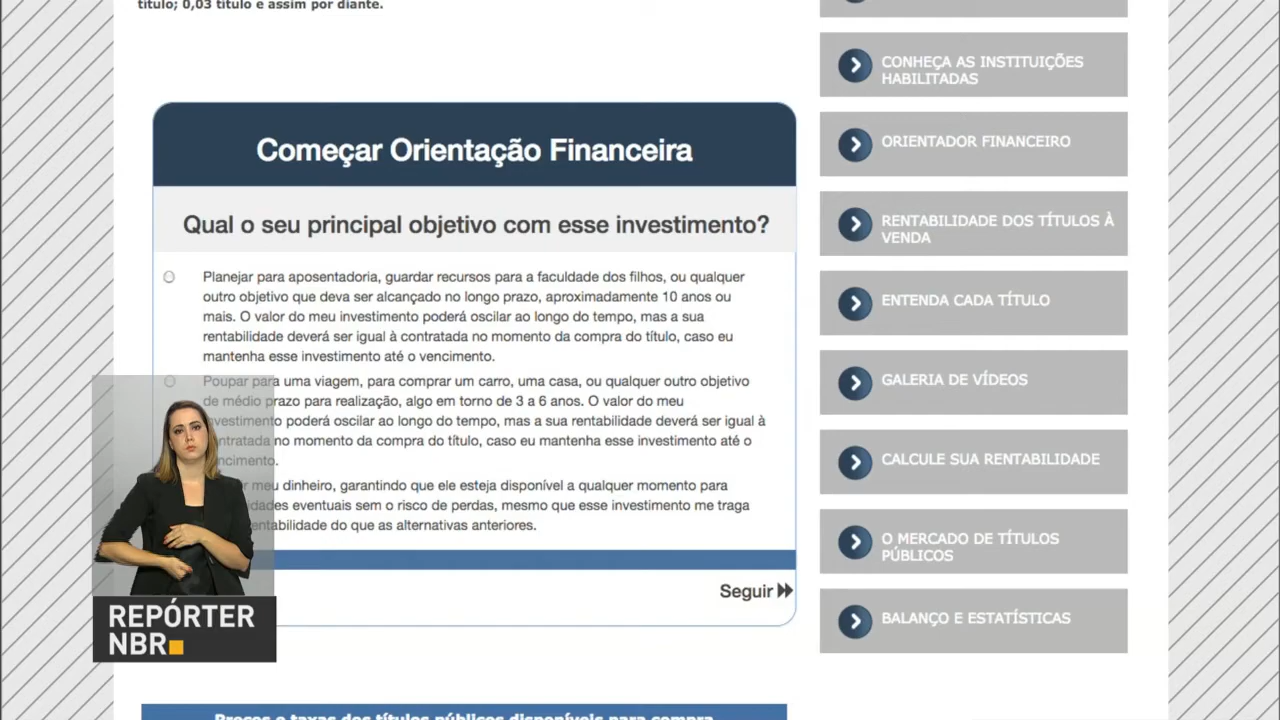 título; 0,03 título e assim por diante.
Começar Orientação Financeira
Qual o seu principal objetivo com esse investimento?
Planejar para aposentadoria, guardar recursos para a faculdade dos filhos, ou qualquer
outro objetivo que deva ser alcançado no longo prazo, aproximadamente 10 anos ou
mais. O valor do meu investimento poderá oscilar ao longo do tempo, mas a sua
rentabilidade deverá ser igual à contratada no momento da compra do título, caso eu
mantenha esse investimento até o vencimento.
Poupar para uma viagem, para comprar um carro, uma casa, ou qualquer outro objetivo
de médio prazo para realização, algo em torno de 3 a 6 anos. O valor do meu
investimento poderá oscilar ao longo do tempo, mas a sua rentabilidade deverá ser igual à
contratada no momento da compra do título, caso eu mantenha esse investimento até o
vencimento.
meu dinheiro, garantindo que ele esteja disponível a qualquer momento para
eventuais sem o risco de perdas, mesmo que esse investimento me traga
rentabilidade do que as alternativas anteriores.
Seguir
Preços e taxas dos títulos públicos disponíveis para compra
CONHEÇA AS INSTITUIÇÕES
HABILITADAS
ORIENTADOR FINANCEIRO
RENTABILIDADE DOS TÍTULOS À
VENDA
ENTENDA CADA TÍTULO
GALERIA DE VÍDEOS
CALCULE SUA RENTABILIDADE
O MERCADO DE TÍTULOS
PÚBLICOS
BALANÇO E ESTATÍSTICAS
REPÓRTER
NBR